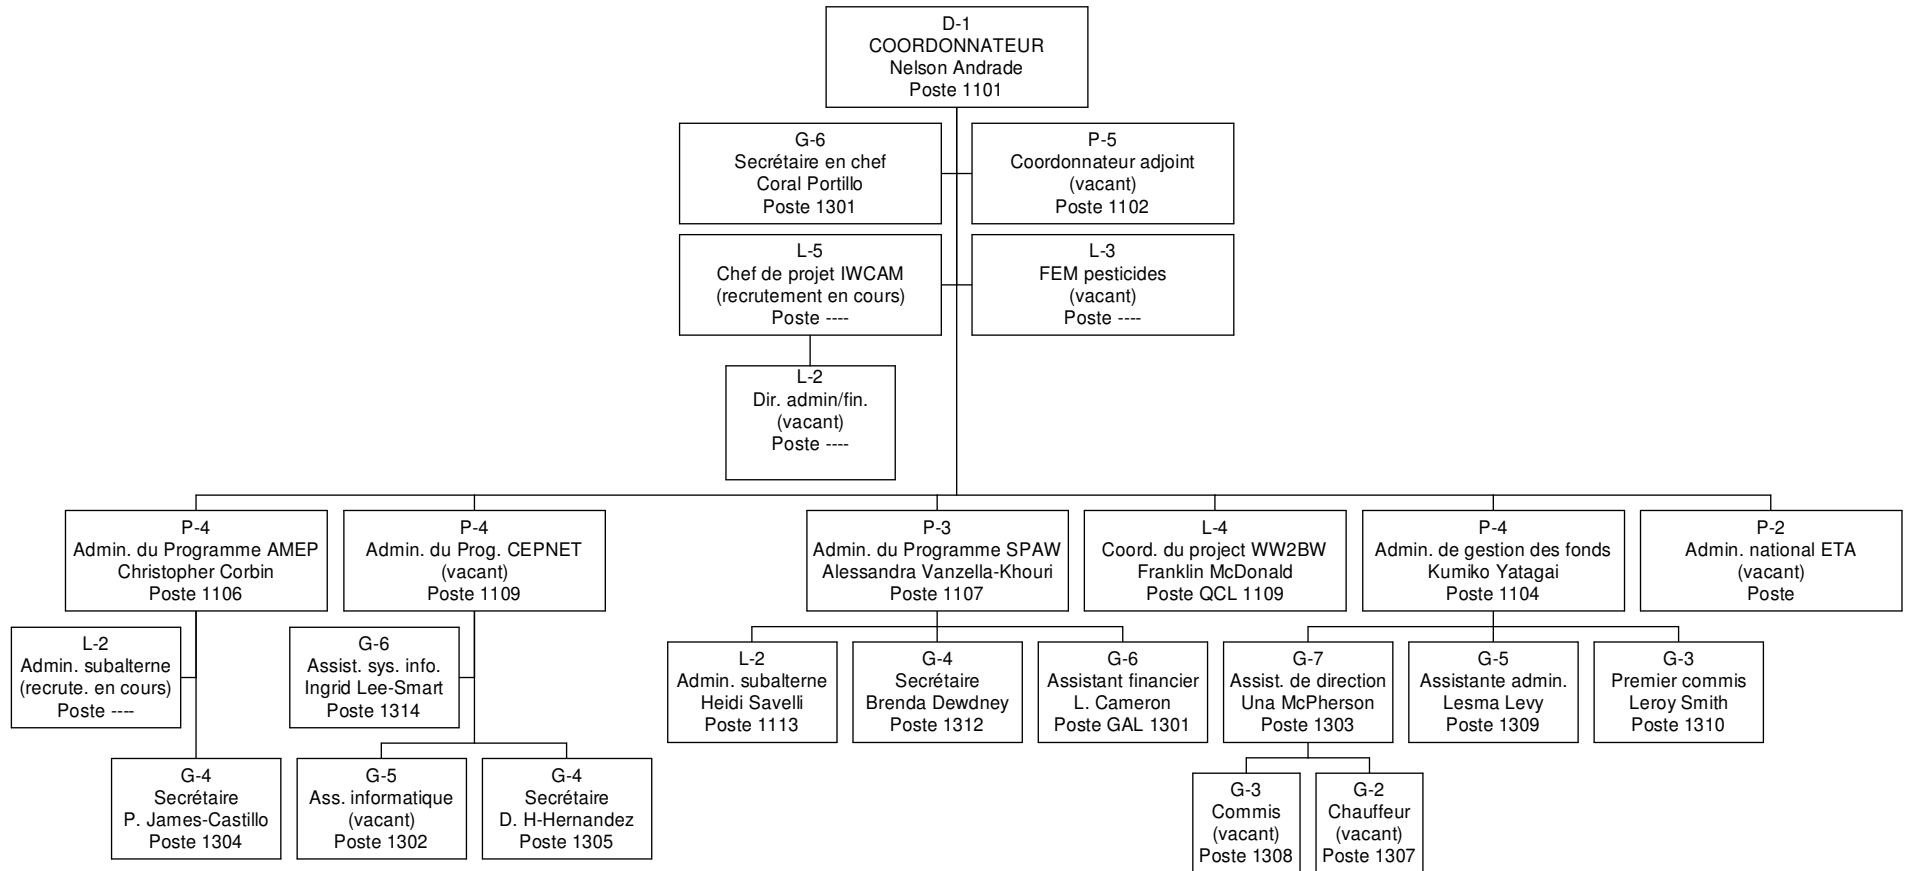 D-1
COORDONNATEUR
Nelson Andrade
Poste 1101
G-6
Secrétaire en chef
Coral Portillo
Poste 1301
P-5
Coordonnateur adjoint
(vacant)
Poste 1102
L-5
Chef de projet IWCAM
(recrutement en cours)
Poste ----
L-3
FEM pesticides
(vacant)
Poste ----
L-2
Dir. admin/fin.
(vacant)
Poste ----
P-4
Admin. du Programme AMEP
Christopher Corbin
Poste 1106
P-4
Admin. du Prog. CEPNET
(vacant)
Poste 1109
P-3
Admin. du Programme SPAW
Alessandra Vanzella-Khouri
Poste 1107
L-4
Coord. du project WW2BW
Franklin McDonald
Poste QCL 1109
P-4
Admin. de gestion des fonds
Kumiko Yatagai
Poste 1104
P-2
Admin. national ETA
(vacant)
Poste
L-2
Admin. subalterne
(recrute. en cours)
Poste ----
G-6
Assist. sys. info.
Ingrid Lee-Smart
Poste 1314
L-2
Admin. subalterne
Heidi Savelli
Poste 1113
G-4
Secrétaire
Brenda Dewdney
Poste 1312
G-6
Assistant financier
L. Cameron
Poste GAL 1301
G-7
Assist. de direction
Una McPherson
Poste 1303
G-5
Assistante admin.
Lesma Levy
Poste 1309
G-3
Premier commis
Leroy Smith
Poste 1310
G-4
Secrétaire
P. James-Castillo
Poste 1304
G-5
Ass. informatique
(vacant)
Poste 1302
G-4
Secrétaire
D. H-Hernandez
Poste 1305
G-3
Commis
(vacant)
Poste 1308
G-2
Chauffeur
(vacant)
Poste 1307